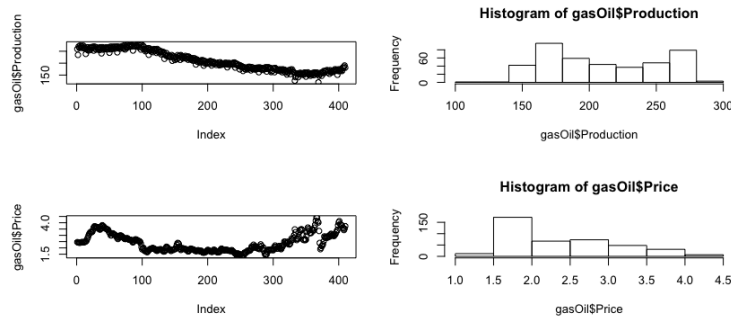 gasOil$Production
150
0 100 200 300 400
Index
Histogram of gasOil$Production
Frequency
0 60
100 150 200 250 300
gasOil$Production
gasOil$Price
1.5 4.0
0 100 200 300 400
Index
Histogram of gasOil$Price
Frequency
0 150
1.0 1.5 2.0 2.5 3.0 3.5 4.0 4.5
gasOil$Price